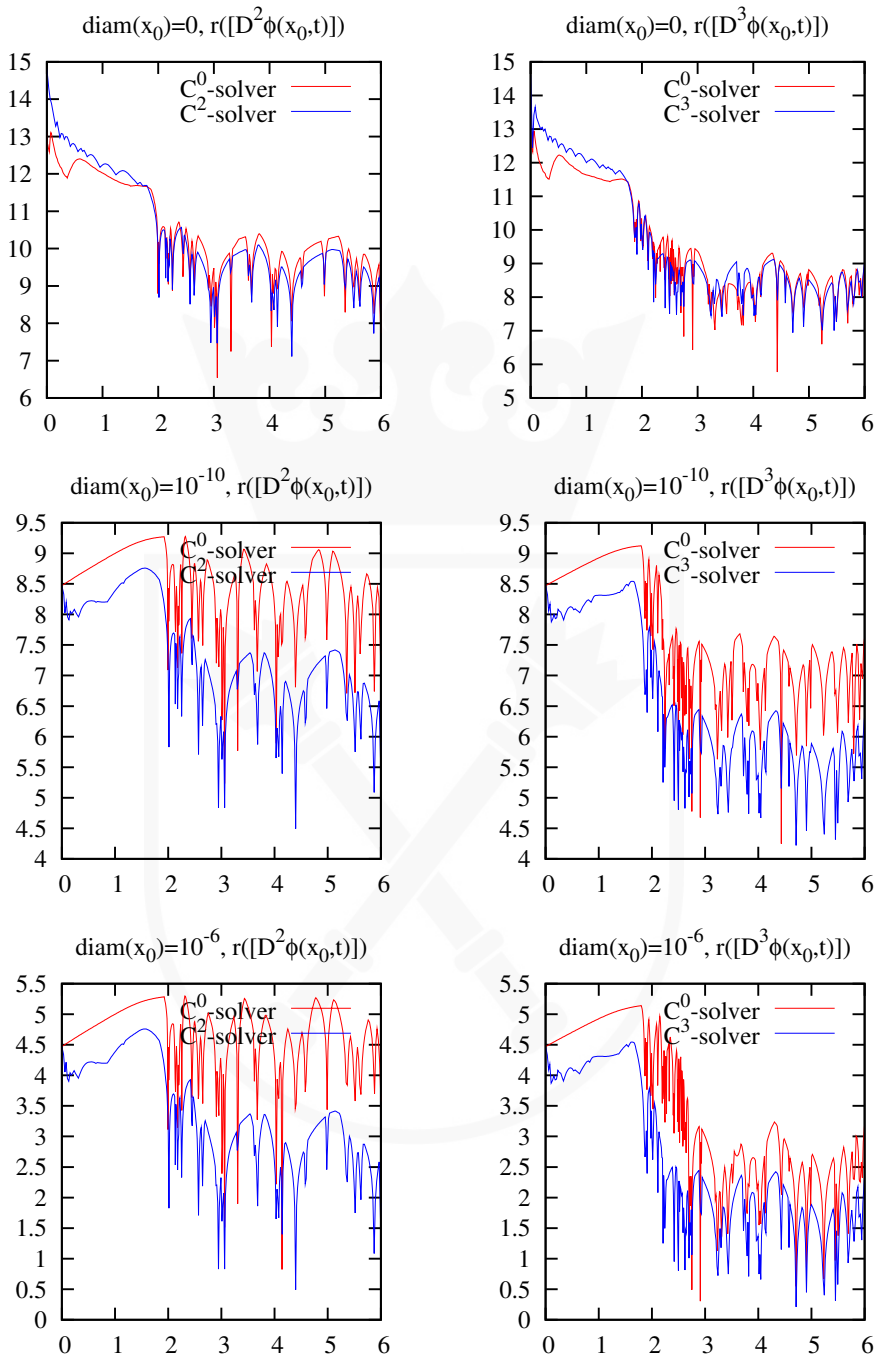 diam(x₀)=0, r([D²ϕ(x₀,t)])
15
14
13
12
11
10
9
8
7
6
0 1 2 3 4 5 6
C⁰-solver
C²-solver
diam(x₀)=0, r([D³ϕ(x₀,t)])
15
14
13
12
11
10
9
8
7
6
5
0 1 2 3 4 5 6
C⁰-solver
C³-solver
diam(x₀)=10⁻¹⁰, r([D²ϕ(x₀,t)])
9.5
9
8.5
8
7.5
7
6.5
6
5.5
5
4.5
4
0 1 2 3 4 5 6
C⁰-solver
C²-solver
diam(x₀)=10⁻¹⁰, r([D³ϕ(x₀,t)])
9.5
9
8.5
8
7.5
7
6.5
6
5.5
5
4.5
4
0 1 2 3 4 5 6
C⁰-solver
C³-solver
diam(x₀)=10⁻⁶, r([D²ϕ(x₀,t)])
5.5
5
4.5
4
3.5
3
2.5
2
1.5
1
0.5
0
0 1 2 3 4 5 6
C⁰-solver
C²-solver
diam(x₀)=10⁻⁶, r([D³ϕ(x₀,t)])
5.5
5
4.5
4
3.5
3
2.5
2
1.5
1
0.5
0
0 1 2 3 4 5 6
C⁰-solver
C³-solver